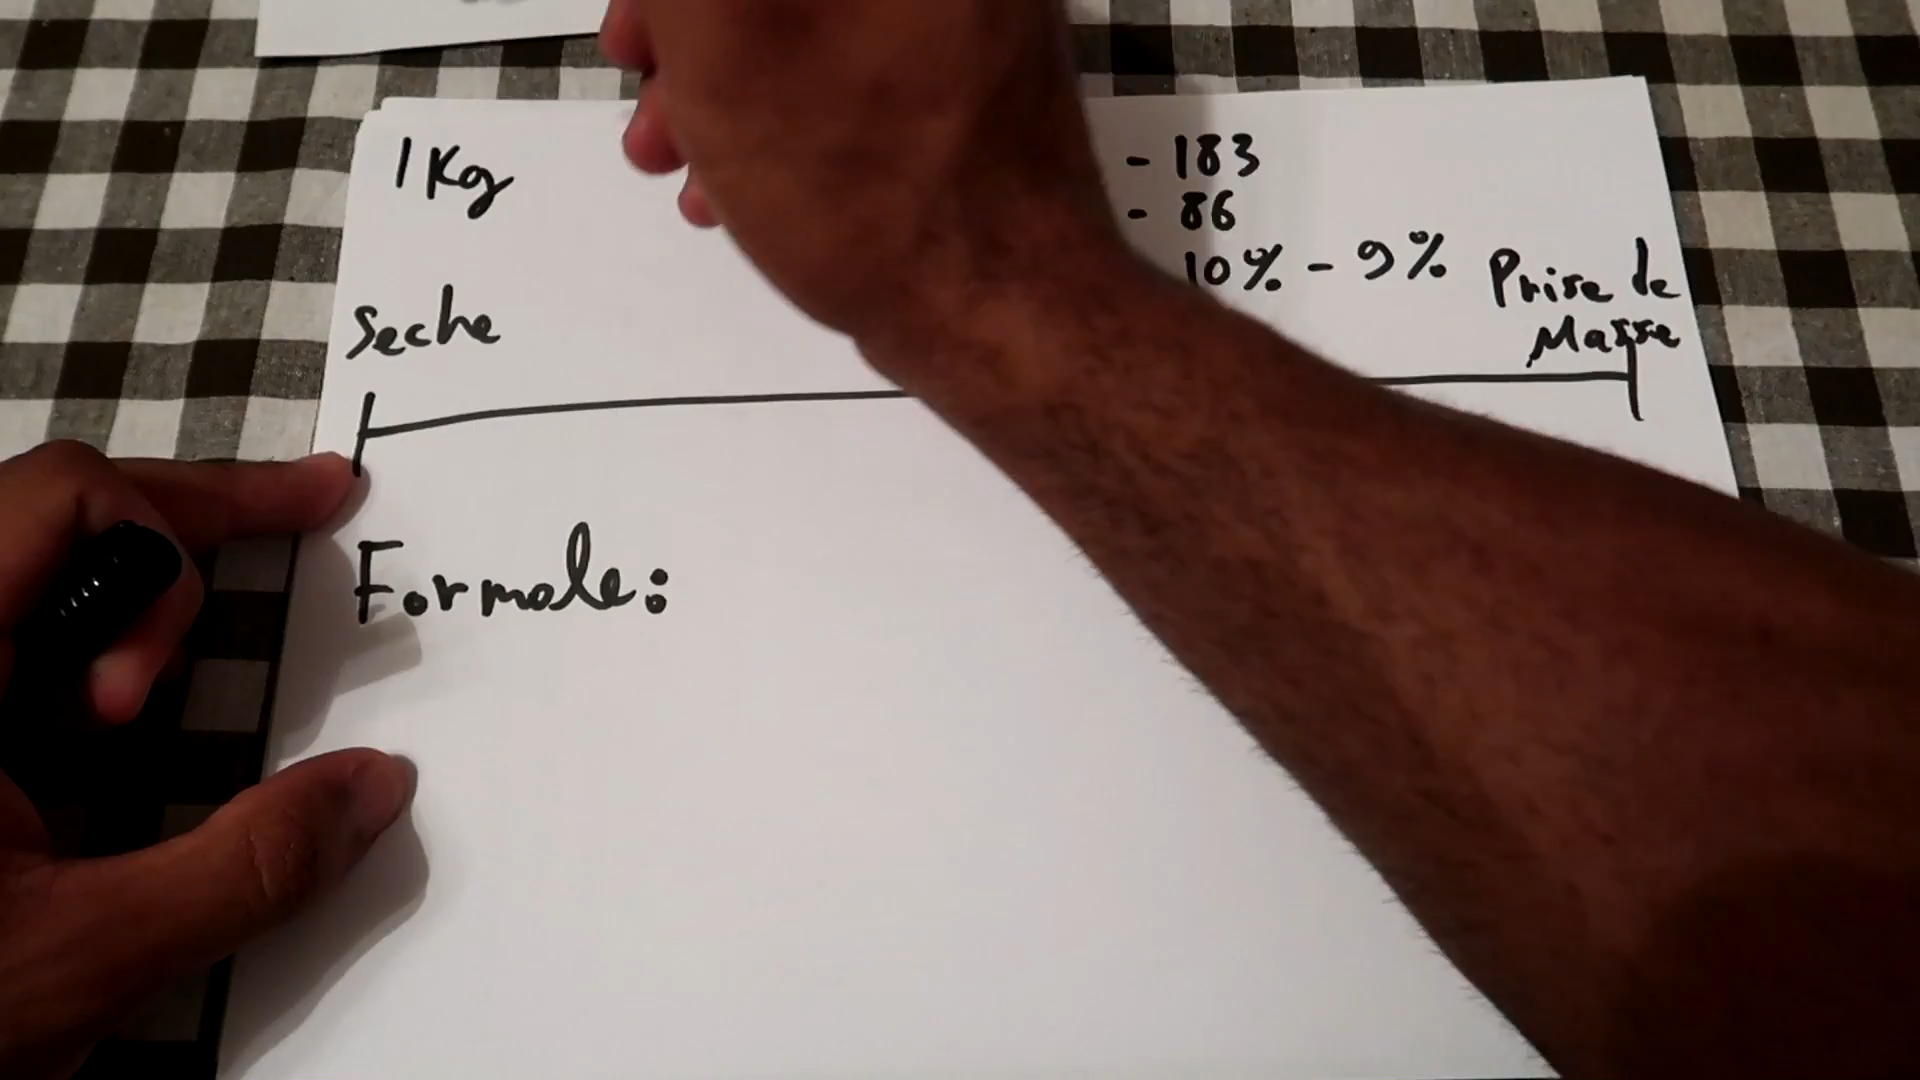 1Kg
- 183
- 86
10% - 9%
Prise de
Masse
Seche
Formole: